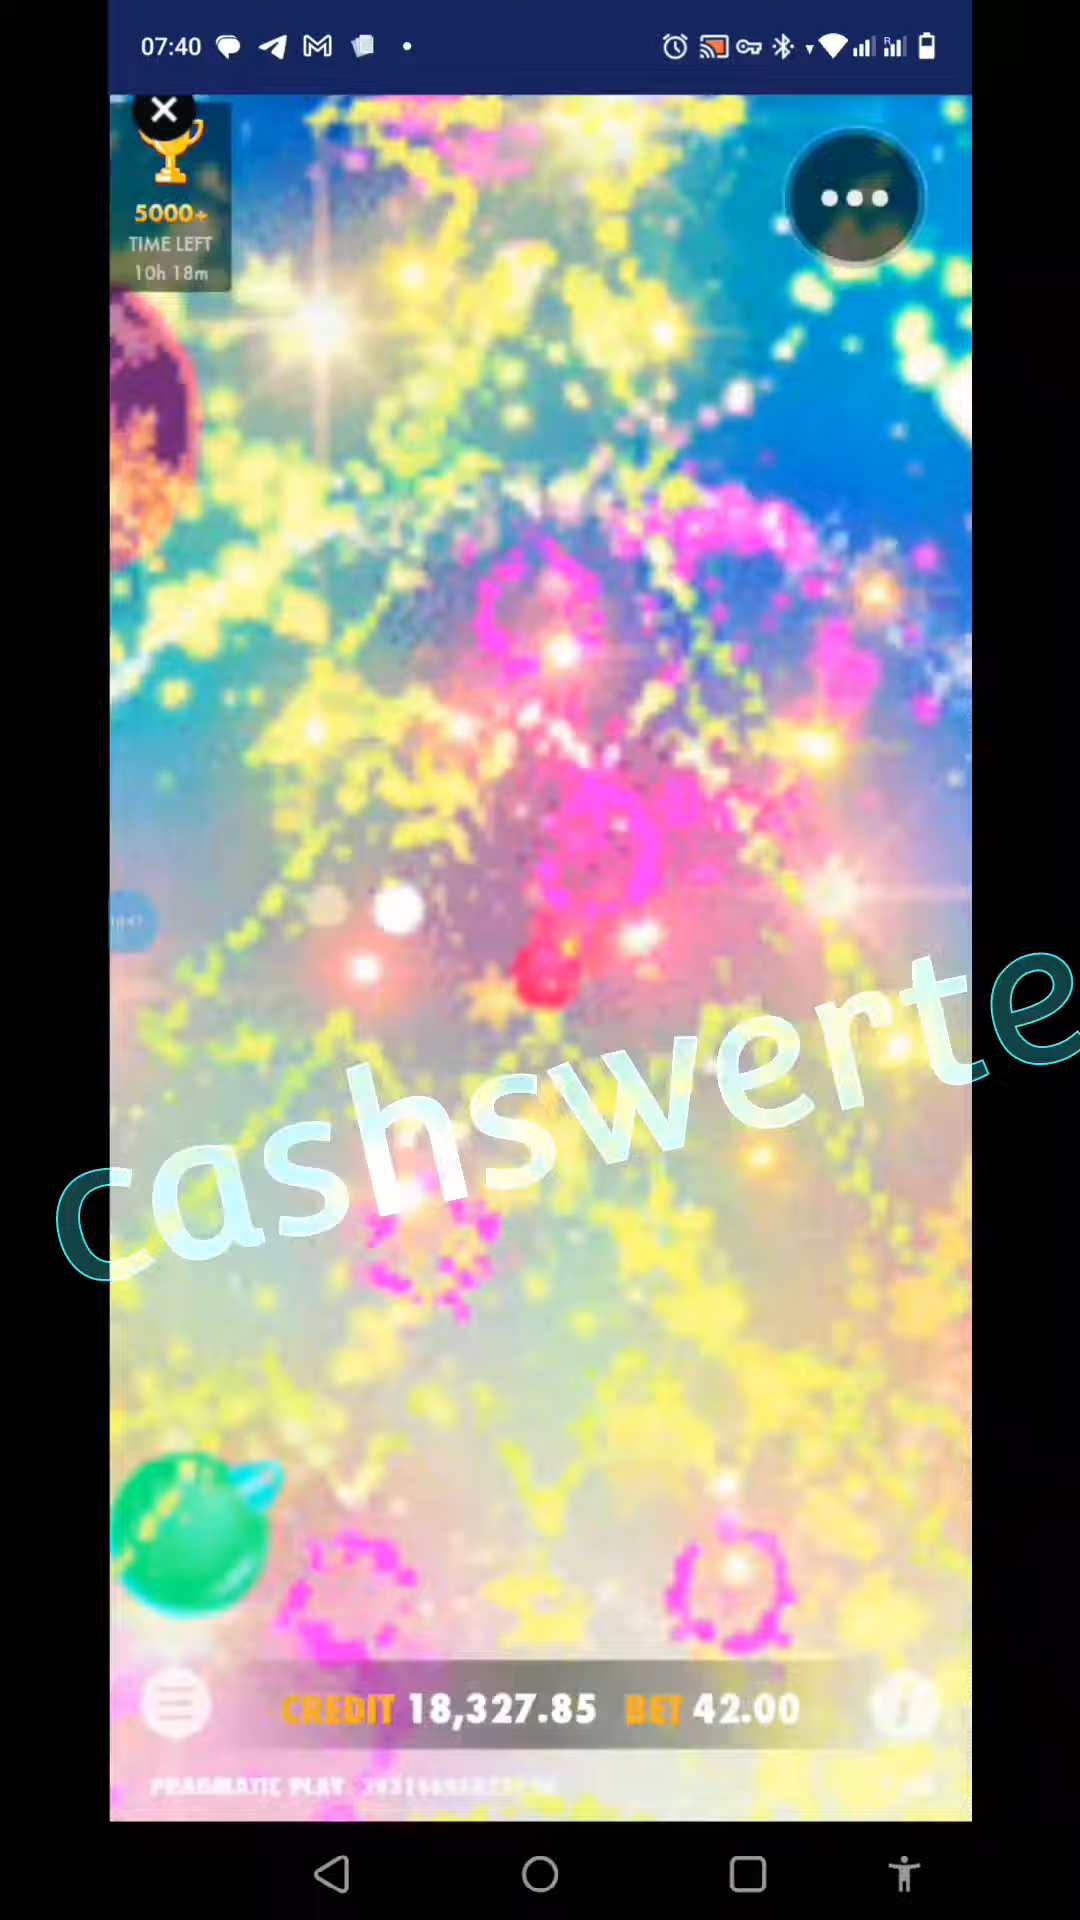 07:40
5000+
TIME LEFT
10h 18m
cashswerte
CREDIT 18,327.85 BET 42.00
PRAGMATIC PLAY